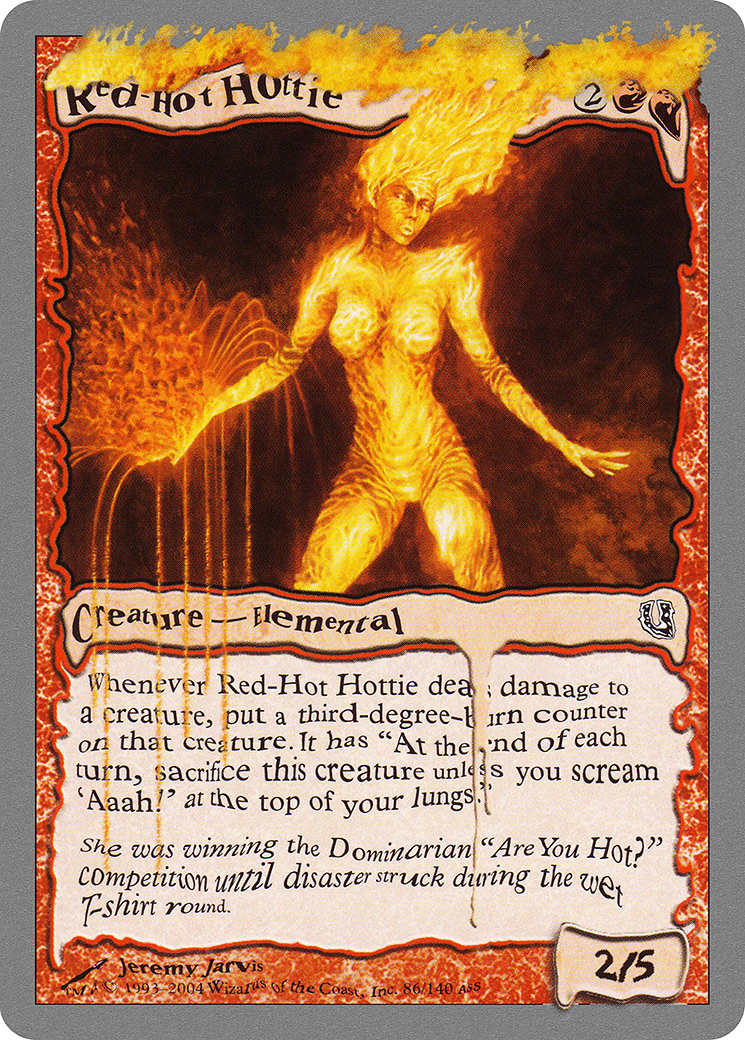 Red-Hot Hottie
2
Creature — Elemental
Whenever Red-Hot Hottie deals damage to
a creature, put a third-degree-burn counter
on that creature. It has “At the end of each
turn, sacrifice this creature unless you scream
‘Aaah!’ at the top of your lungs.”
She was winning the Dominarian “Are You Hot?”
competition until disaster struck during the wet
T-shirt round.
Jeremy Jarvis
™ & © 1993–2004 Wizards of the Coast, Inc. 86/140 ASS
2/5